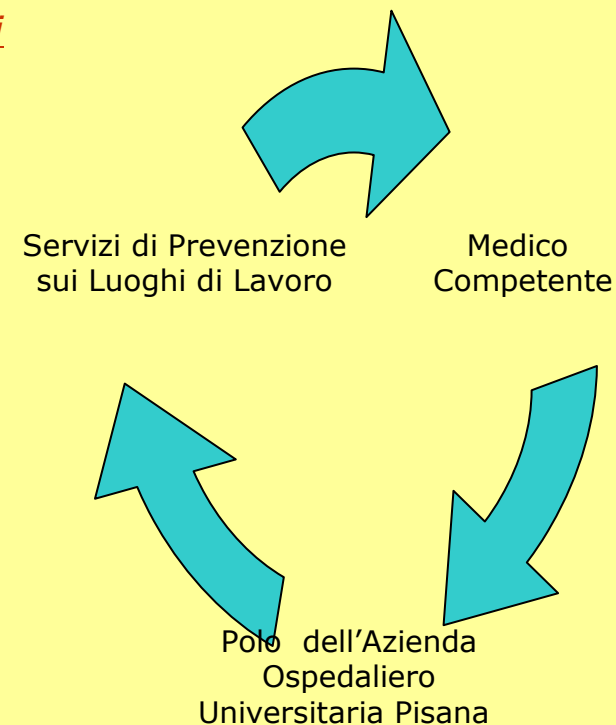 i
Servizi di Prevenzione
sui Luoghi di Lavoro
Medico
Competente
Polo dell’Azienda
Ospedaliero
Universitaria Pisana